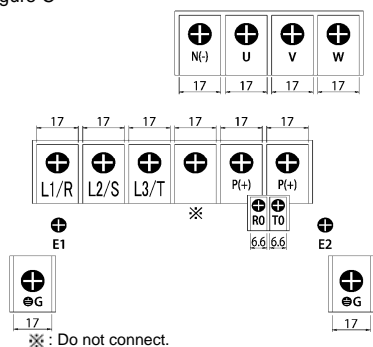 N(-) U V W
17 17 17 17
17 17 17 17 17 17
L1/R L2/S L3/T P(+) P(+)
※
R0 T0
E1 6.6 6.6 E2
G G
17 17
※ : Do not connect.